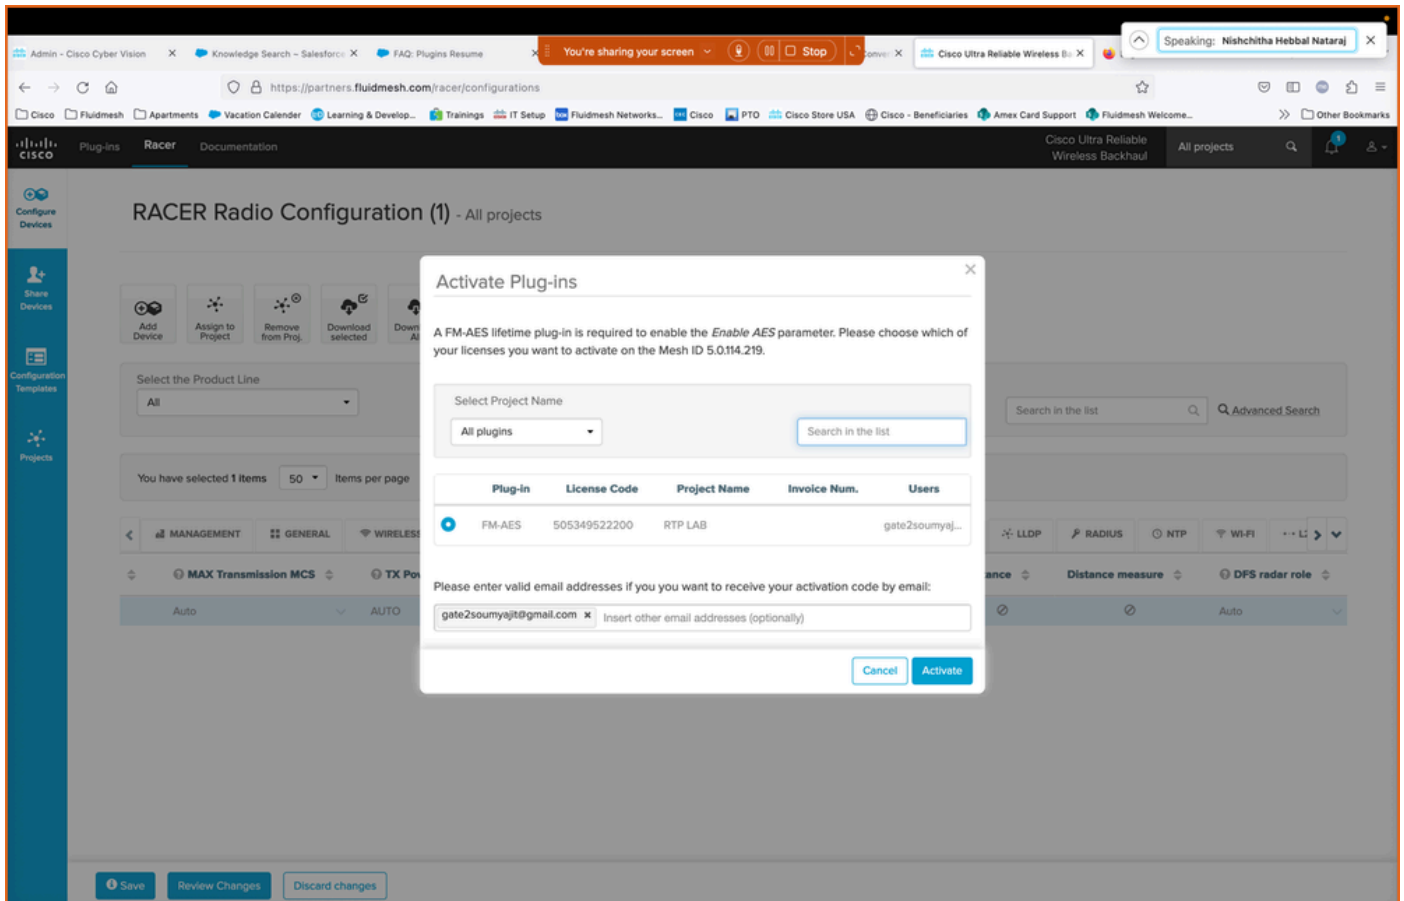 Speaking: Nishchitha Hebbal Nataraj
Admin - Cisco Cyber Vision
Knowledge Search ~ Salesforce
FAQ: Plugins Resume
You're sharing your screen
Stop
Conver
Cisco Ultra Reliable Wireless Ba
https://partners.fluidmesh.com/racer/configurations
Cisco Fluidmesh Apartments Vacation Calender Learning & Develop... Trainings IT Setup Fluidmesh Networks... Cisco PTO Cisco Store USA Cisco - Beneficiaries Amex Card Support Fluidmesh Welcome... Other Bookmarks
CISCO
Plug-ins Racer Documentation
Cisco Ultra Reliable
Wireless Backhaul
All projects
1
Configure
Devices
Share
Devices
Configuration
Templates
Projects
RACER Radio Configuration (1) - All projects
Add
Device
Assign to
Project
Remove
from Proj.
Download
selected
Down
Al
Select the Product Line
All
Search in the list
Advanced Search
You have selected 1 Items 50 Items per page
MANAGEMENT GENERAL WIRELESS LLDP RADIUS NTP WI-FI
MAX Transmission MCS TX Pow ance Distance measure DFS radar role
Auto AUTO Auto
Activate Plug-ins
A FM-AES lifetime plug-in is required to enable the Enable AES parameter. Please choose which of
your licenses you want to activate on the Mesh ID 5.0.114.219.
Select Project Name
All plugins
Search in the list
Plug-in License Code Project Name Invoice Num. Users
FM-AES 505349522200 RTP LAB gate2soumyaj...
Please enter valid email addresses if you you want to receive your activation code by email:
gate2soumyajit@gmail.com × Insert other email addresses (optionally)
Cancel Activate
Save Review Changes Discard changes